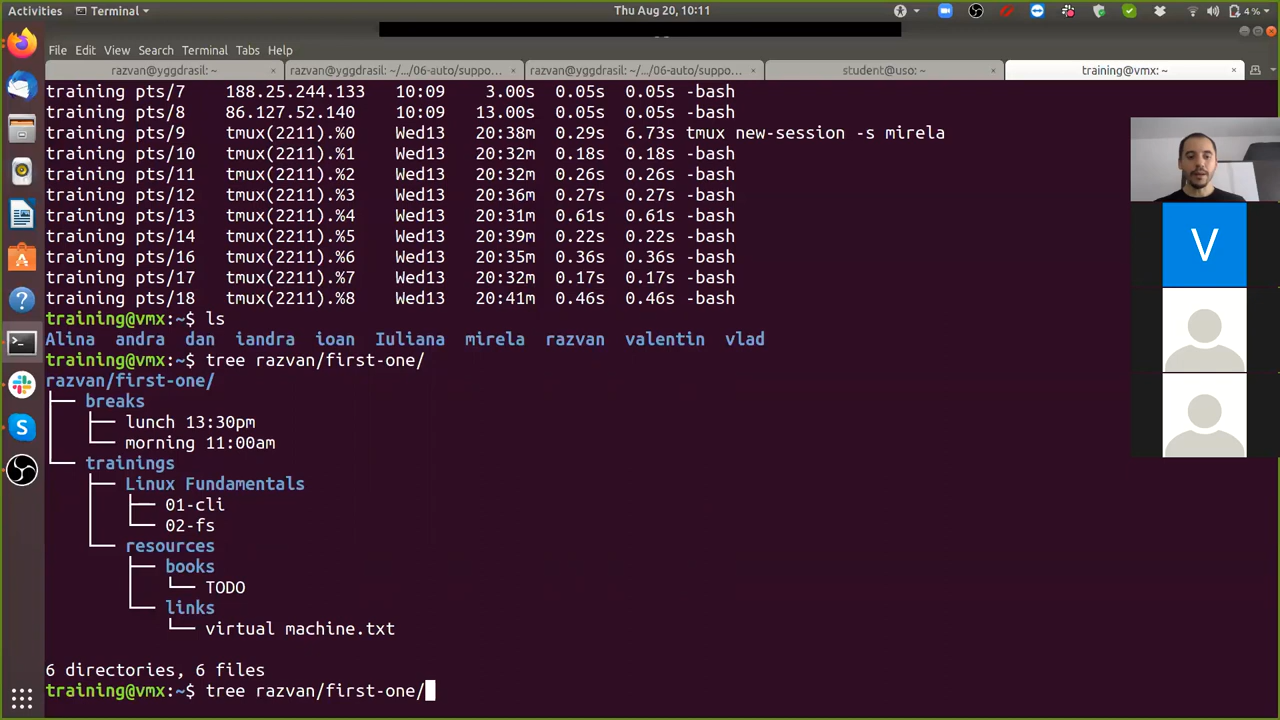 Activities Terminal Thu Aug 20, 10:11 4 %
File Edit View Search Terminal Tabs Help
razvan@yggdrasil: ~ × razvan@yggdrasil: ~/.../06-auto/suppo... × razvan@yggdrasil: ~/.../06-auto/suppo... × student@uso: ~ × training@vmx: ~ ×
training pts/7 188.25.244.133 10:09 3.00s 0.05s 0.05s -bash
training pts/8 86.127.52.140 10:09 13.00s 0.05s 0.05s -bash
training pts/9 tmux(2211).%0 Wed13 20:38m 0.29s 6.73s tmux new-session -s mirela
training pts/10 tmux(2211).%1 Wed13 20:32m 0.18s 0.18s -bash
training pts/11 tmux(2211).%2 Wed13 20:32m 0.26s 0.26s -bash
training pts/12 tmux(2211).%3 Wed13 20:36m 0.27s 0.27s -bash
training pts/13 tmux(2211).%4 Wed13 20:31m 0.61s 0.61s -bash
training pts/14 tmux(2211).%5 Wed13 20:39m 0.22s 0.22s -bash
training pts/16 tmux(2211).%6 Wed13 20:35m 0.36s 0.36s -bash
training pts/17 tmux(2211).%7 Wed13 20:32m 0.17s 0.17s -bash
training pts/18 tmux(2211).%8 Wed13 20:41m 0.46s 0.46s -bash
training@vmx:~$ ls
Alina andra dan iandra ioan Iuliana mirela razvan valentin vlad
training@vmx:~$ tree razvan/first-one/
razvan/first-one/
├── breaks
│   ├── lunch 13:30pm
│   └── morning 11:00am
└── trainings
    ├── Linux Fundamentals
    │   ├── 01-cli
    │   └── 02-fs
    └── resources
        ├── books
        │   └── TODO
        └── links
            └── virtual machine.txt
6 directories, 6 files
training@vmx:~$ tree razvan/first-one/
V